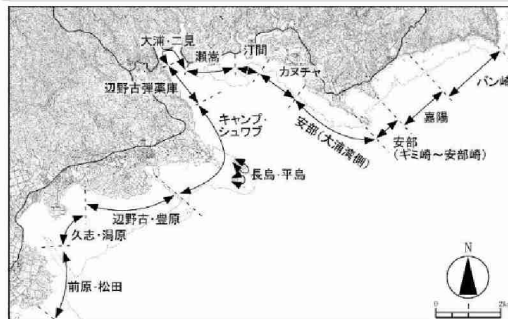 大浦・二見
瀬嵩
汀間
カヌチャ
バン崎
辺野古弾薬庫
キャンプ・
シュワブ
安部(大浦湾側)
嘉陽
安部
(ギミ崎〜安部崎)
長島・平島
辺野古・豊原
久志・潟原
前原・松田
N
0
2k